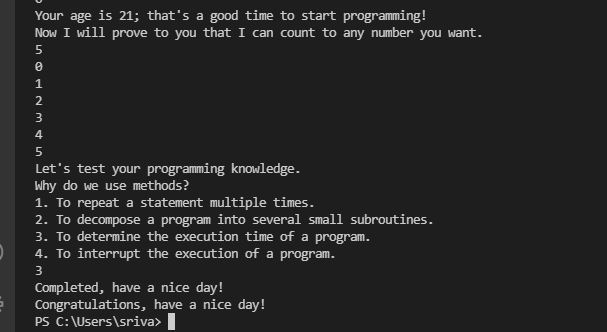 Your age is 21; that's a good time to start programming!
Now I will prove to you that I can count to any number you want.
5
0
1
2
3
4
5
Let's test your programming knowledge.
Why do we use methods?
1. To repeat a statement multiple times.
2. To decompose a program into several small subroutines.
3. To determine the execution time of a program.
4. To interrupt the execution of a program.
3
Completed, have a nice day!
Congratulations, have a nice day!
PS C:\Users\sriva>